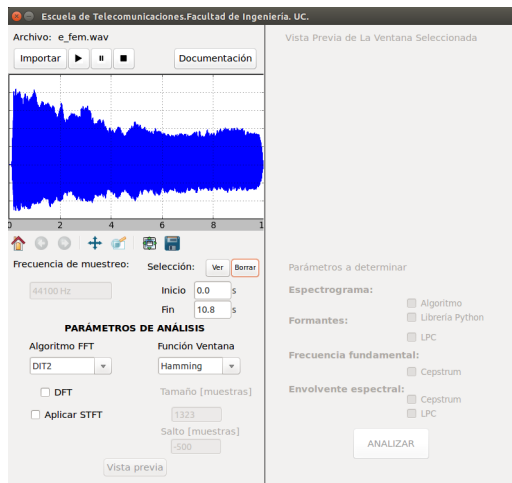 Escuela de Telecomunicaciones.Facultad de Ingenieria. UC.
Archivo: e_fem.wav
Importar
Documentación
0 2 4 6 8 1
Frecuencia de muestreo:
44100 Hz
Selección: Ver Borrar
Inicio 0.0 s
Fin 10.8 s
PARÁMETROS DE ANÁLISIS
Algoritmo FFT
DIT2
Función Ventana
Hamming
DFT
Aplicar STFT
Tamaño [muestras]
1323
Salto [muestras]
-500
Vista previa
Vista Previa de La Ventana Seleccionada
Parámetros a determinar
Espectrograma:
Algoritmo
Formantes:
Libreria Python
LPC
Frecuencia fundamental:
Cepstrum
Envolvente espectral:
Cepstrum
LPC
ANALIZAR